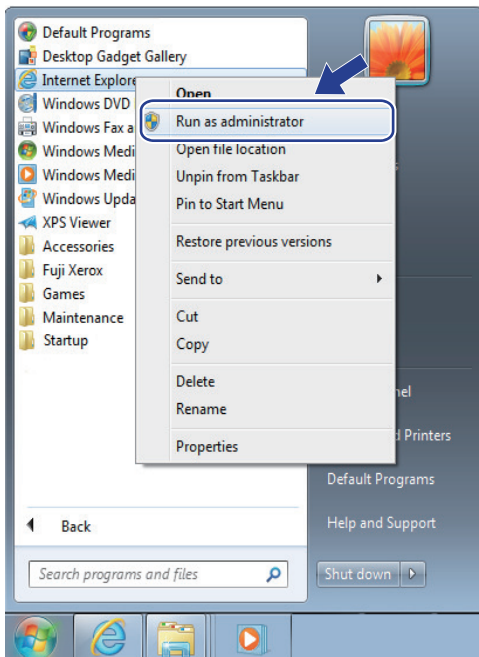 Default Programs
Desktop Gadget Gallery
Internet Explore
Windows DVD
Windows Fax a
Windows Medi
Windows Medi
Windows Upda
XPS Viewer
Accessories
Fuji Xerox
Games
Maintenance
Startup
Back
Search programs and files
Open
Run as administrator
Open file location
Unpin from Taskbar
Pin to Start Menu
Restore previous versions
Send to
Cut
Copy
Delete
Rename
Properties
Printers
Default Programs
Help and Support
Shut down